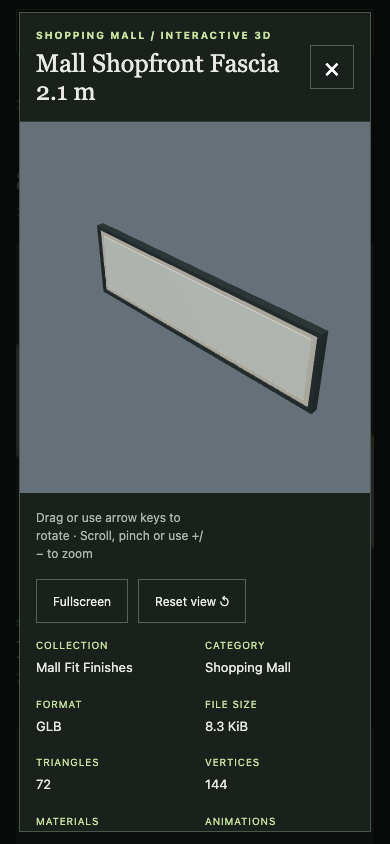 SHOPPING MALL / INTERACTIVE 3D
Mall Shopfront Fascia
2.1 m
×
Drag or use arrow keys to
rotate · Scroll, pinch or use +/
− to zoom
Fullscreen
Reset view ↺
COLLECTION
CATEGORY
Mall Fit Finishes
Shopping Mall
FORMAT
FILE SIZE
GLB
8.3 KiB
TRIANGLES
VERTICES
72
144
MATERIALS
ANIMATIONS